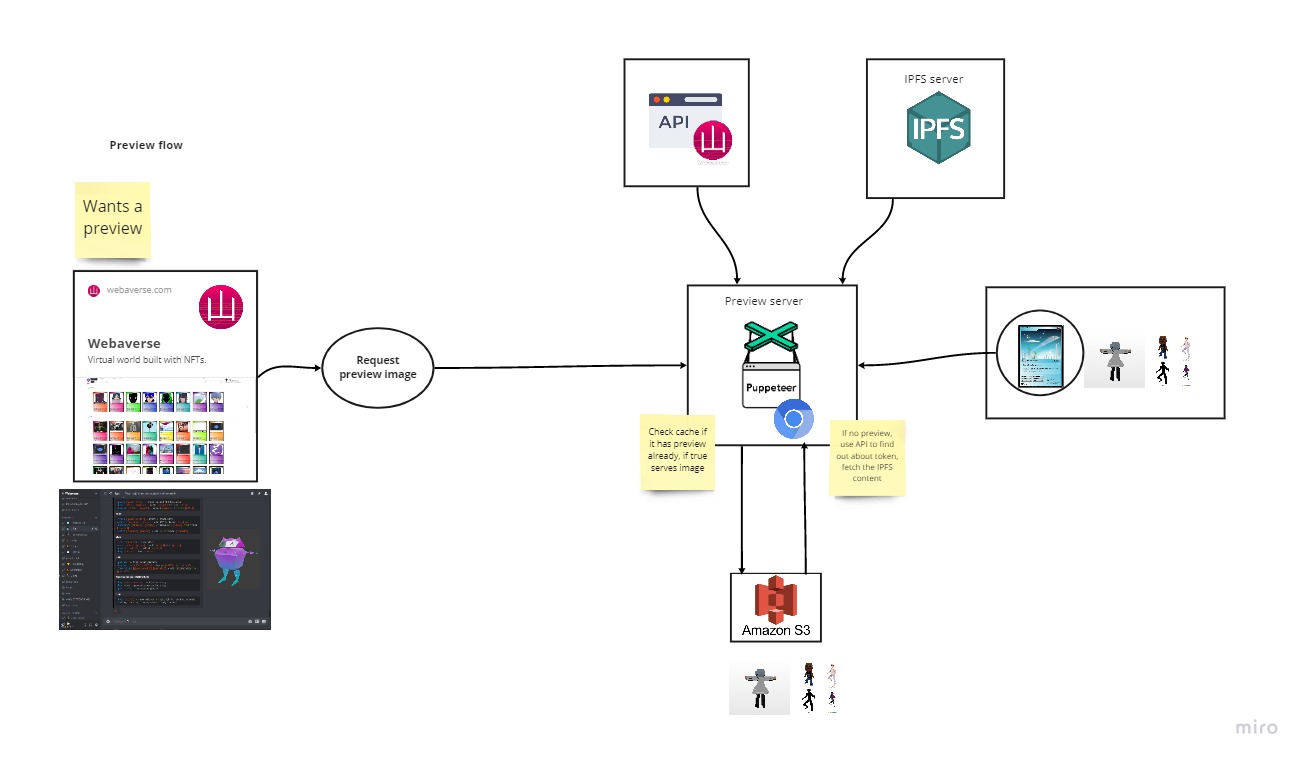 Preview flow
Wants a
preview
webaverse.com
Webaverse
Virtual world built with NFTs.
Request
preview image
API
IPFS server
IPFS
Preview server
Puppeteer
Check cache if
it has preview
already, if true
serves image
If no preview,
use API to find
out about token,
fetch the IPFS
content
Amazon S3
miro